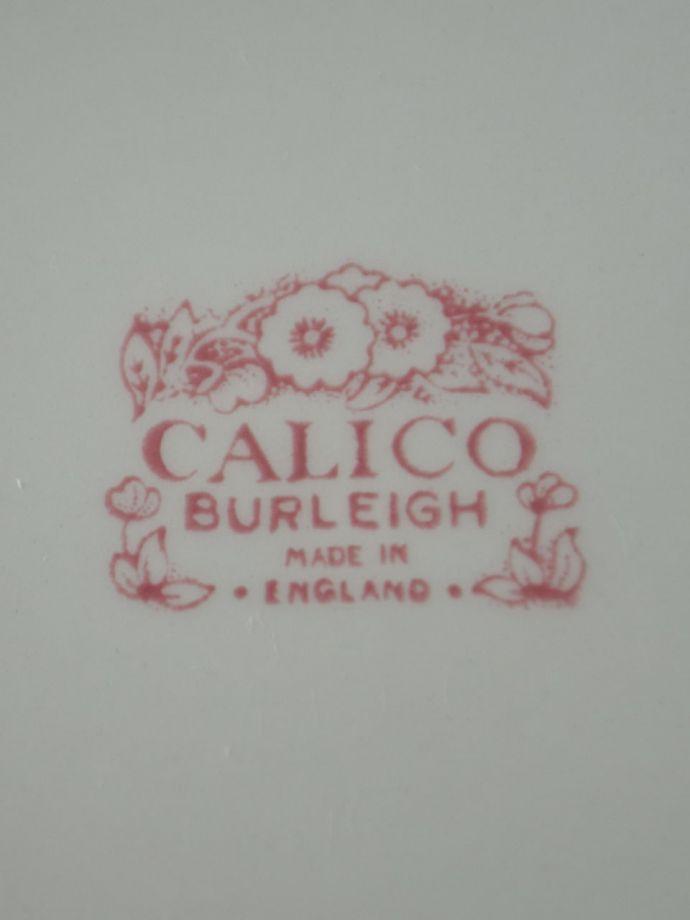 CALICO
BURLEIGH
MADE IN
• ENGLAND •